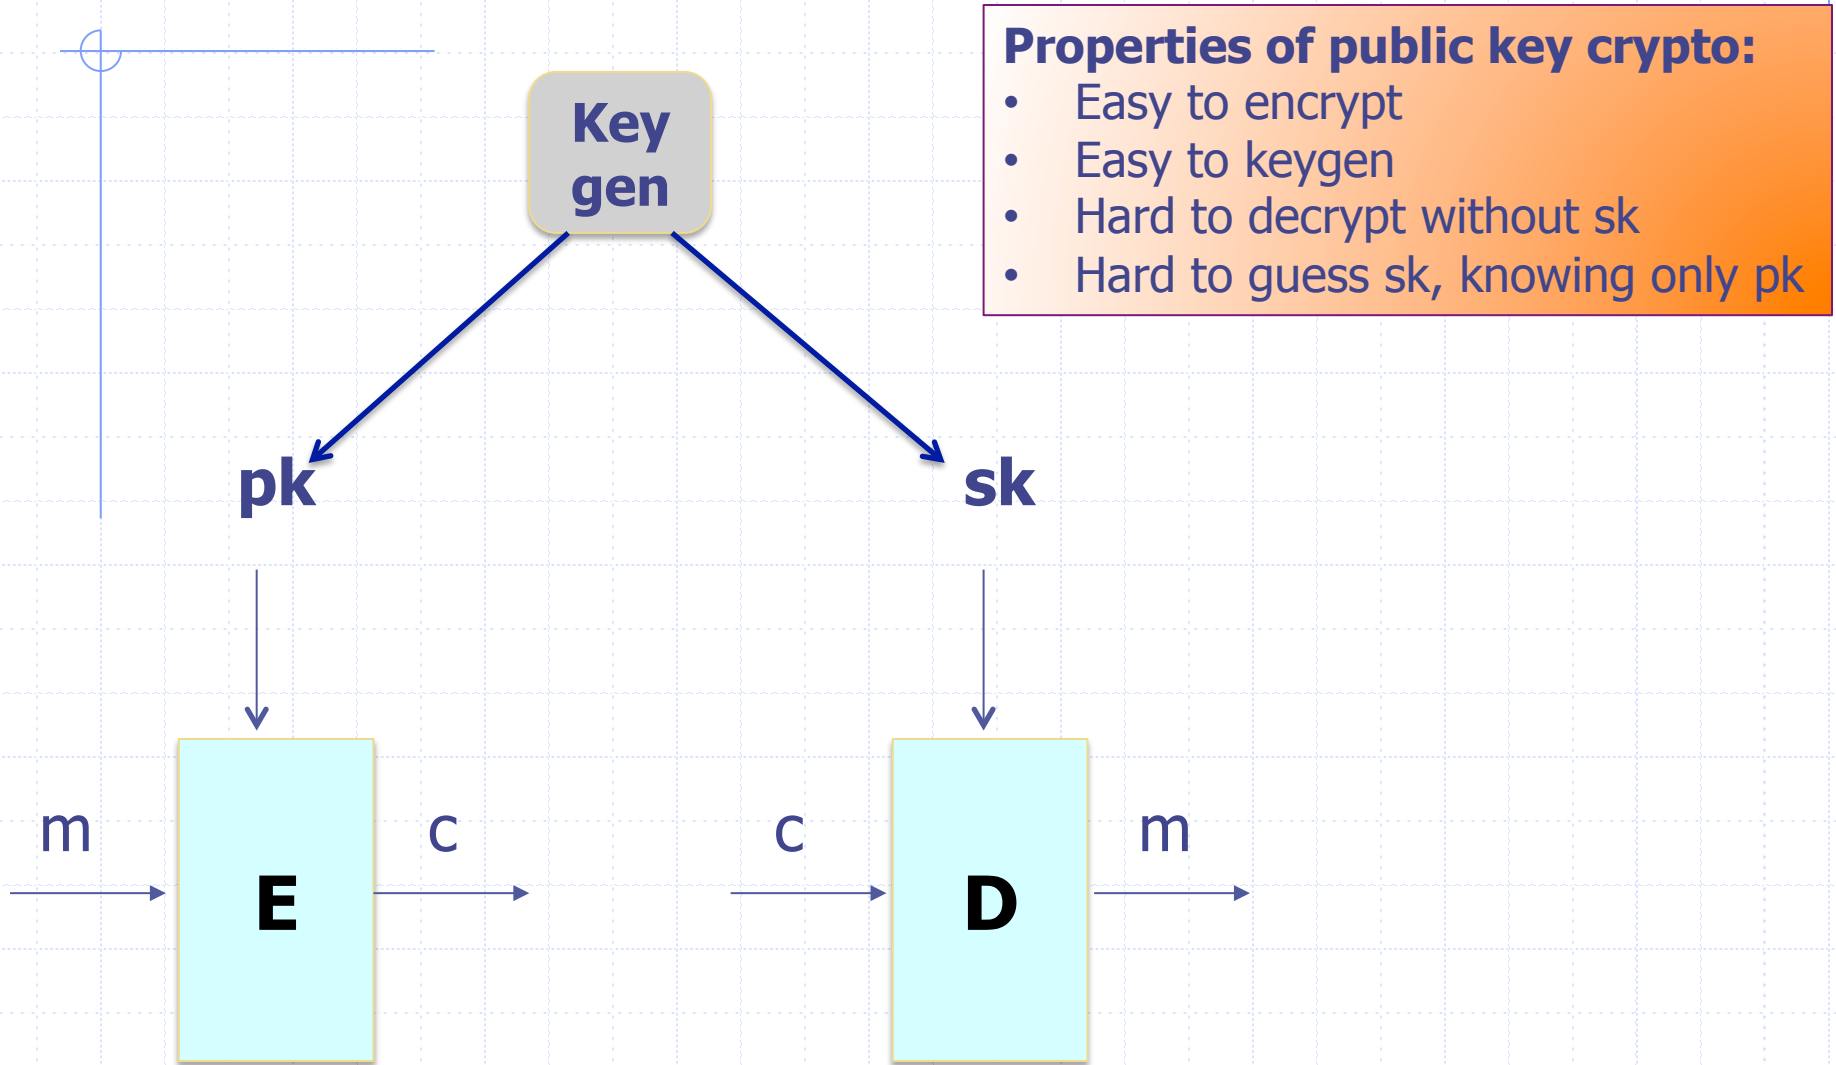 Properties of public key crypto:
• Easy to encrypt
• Easy to keygen
• Hard to decrypt without sk
• Hard to guess sk, knowing only pk
Key
gen
pk
sk
m
c
c
m
E
D